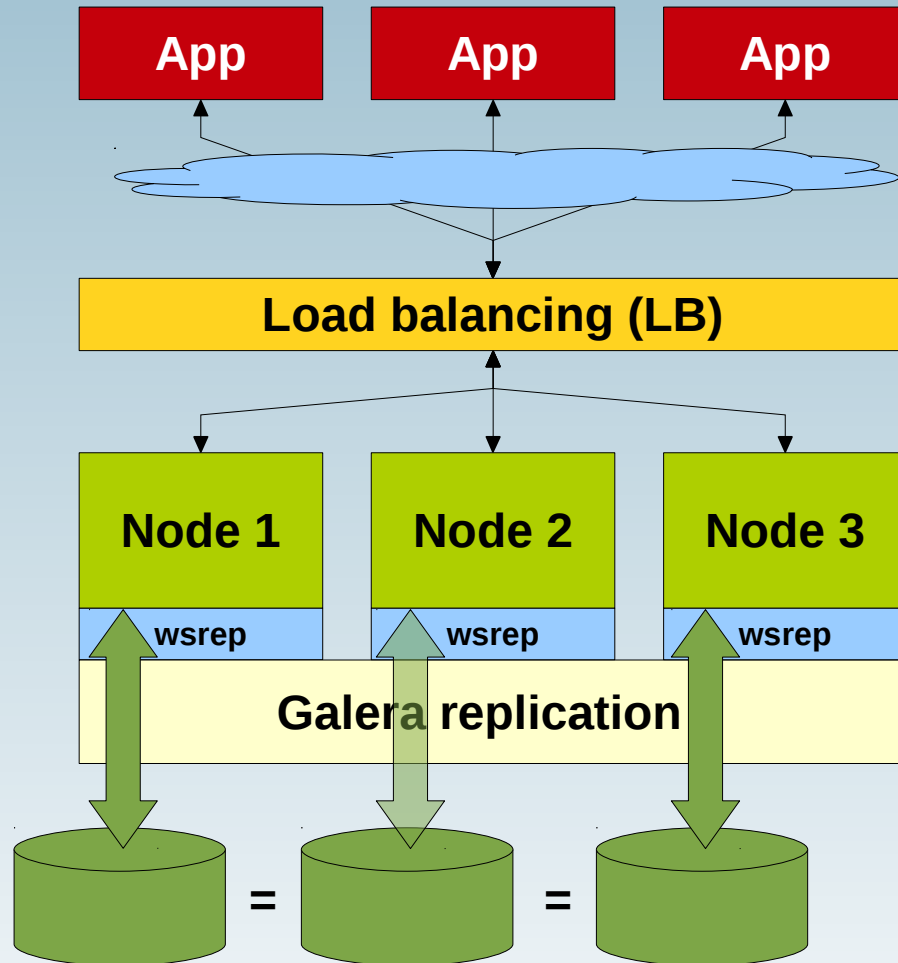 App
App
App
Load balancing (LB)
Node 1
Node 2
Node 3
wsrep
wsrep
wsrep
Galera replication
=
=